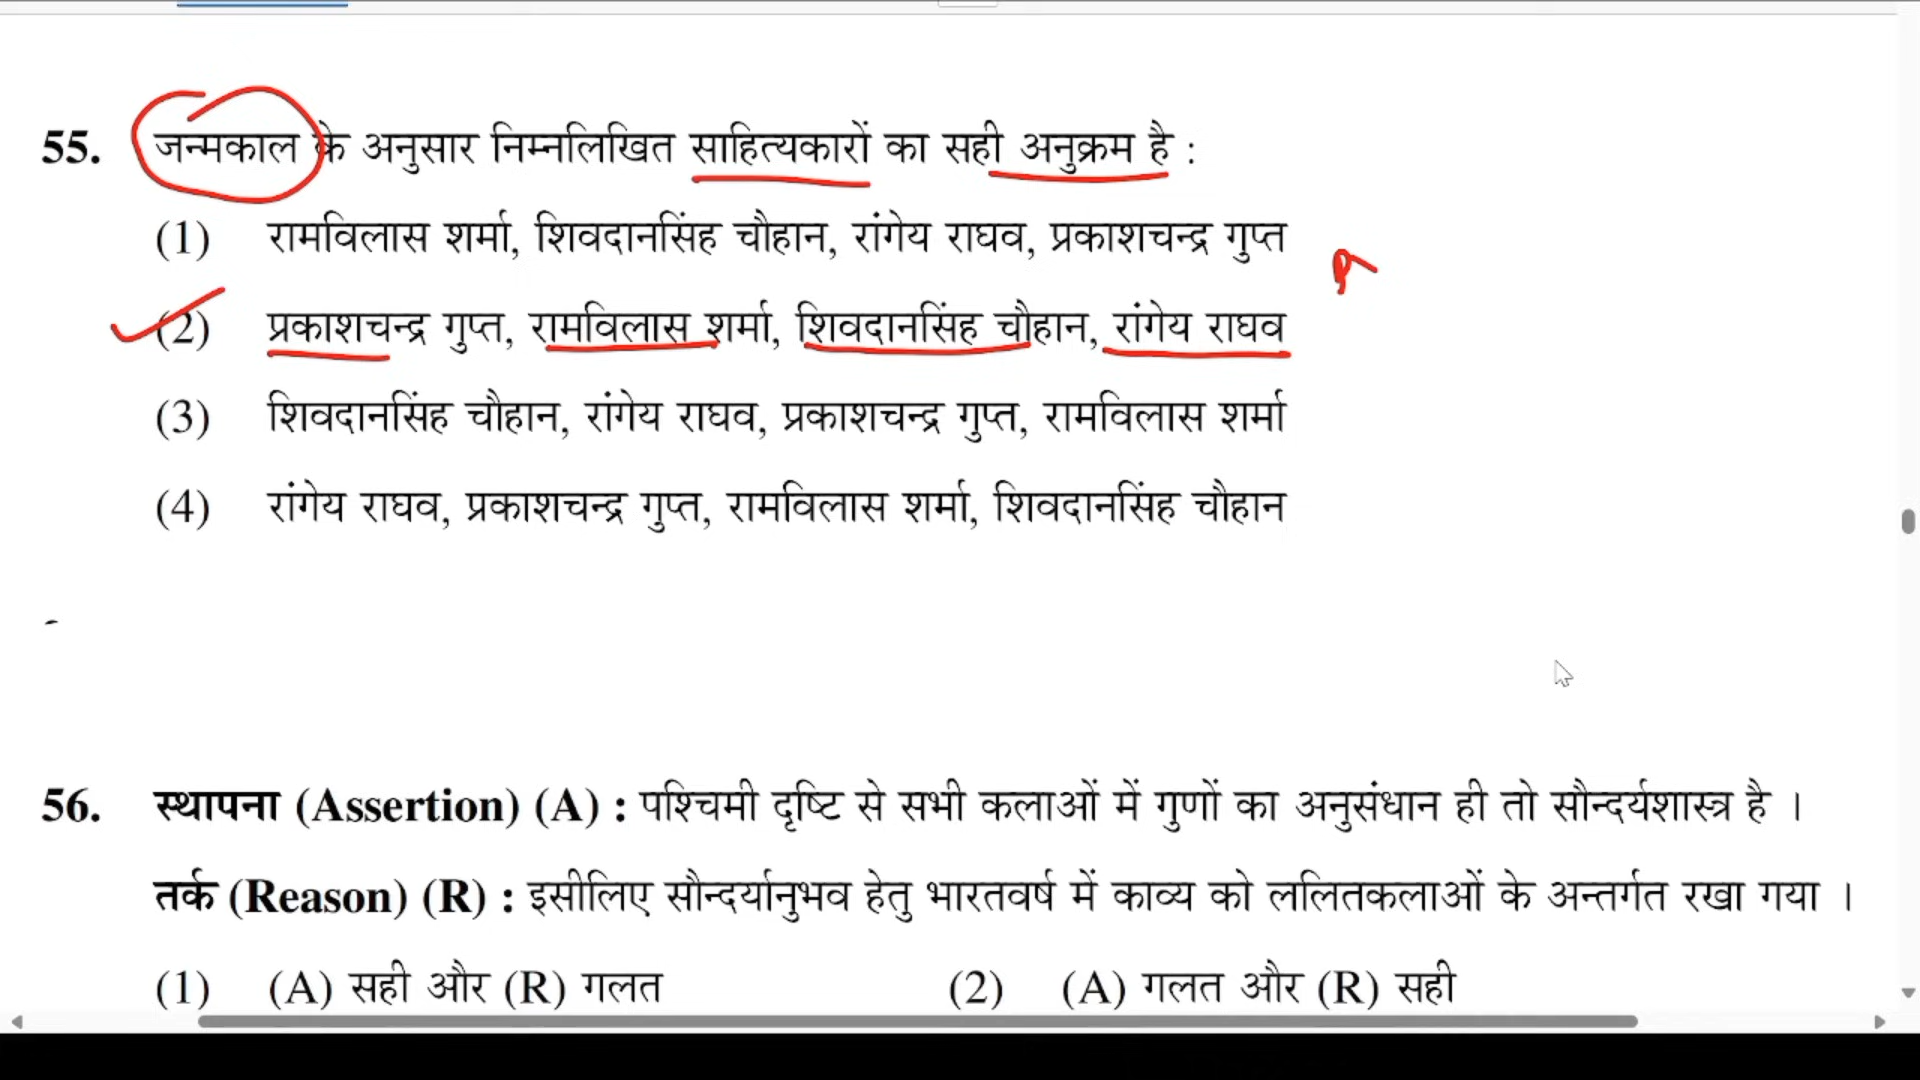 55. जन्मकाल के अनुसार निम्नलिखित साहित्यकारों का सही अनुक्रम है :
(1) रामविलास शर्मा, शिवदानसिंह चौहान, रांगेय राघव, प्रकाशचन्द्र गुप्त
(2) प्रकाशचन्द्र गुप्त, रामविलास शर्मा, शिवदानसिंह चौहान, रांगेय राघव
(3) शिवदानसिंह चौहान, रांगेय राघव, प्रकाशचन्द्र गुप्त, रामविलास शर्मा
(4) रांगेय राघव, प्रकाशचन्द्र गुप्त, रामविलास शर्मा, शिवदानसिंह चौहान
56. स्थापना (Assertion) (A) : पश्चिमी दृष्टि से सभी कलाओं में गुणों का अनुसंधान ही तो सौन्दर्यशास्त्र है ।
तर्क (Reason) (R) : इसीलिए सौन्दर्यानुभव हेतु भारतवर्ष में काव्य को ललितकलाओं के अन्तर्गत रखा गया ।
(1) (A) सही और (R) गलत (2) (A) गलत और (R) सही